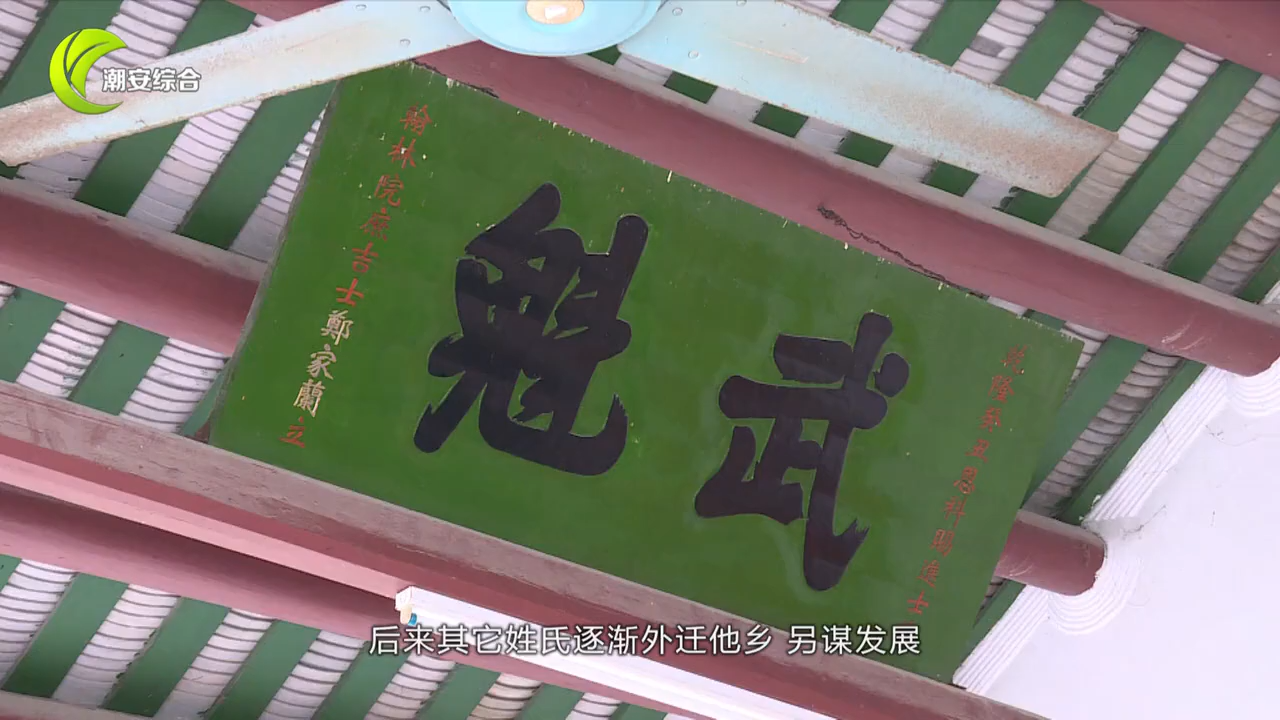 潮安综合
武魁
乾隆癸丑恩科賜進士
翰林院庶吉士鄭家蘭立
后来其它姓氏逐渐外迁他乡 另谋发展